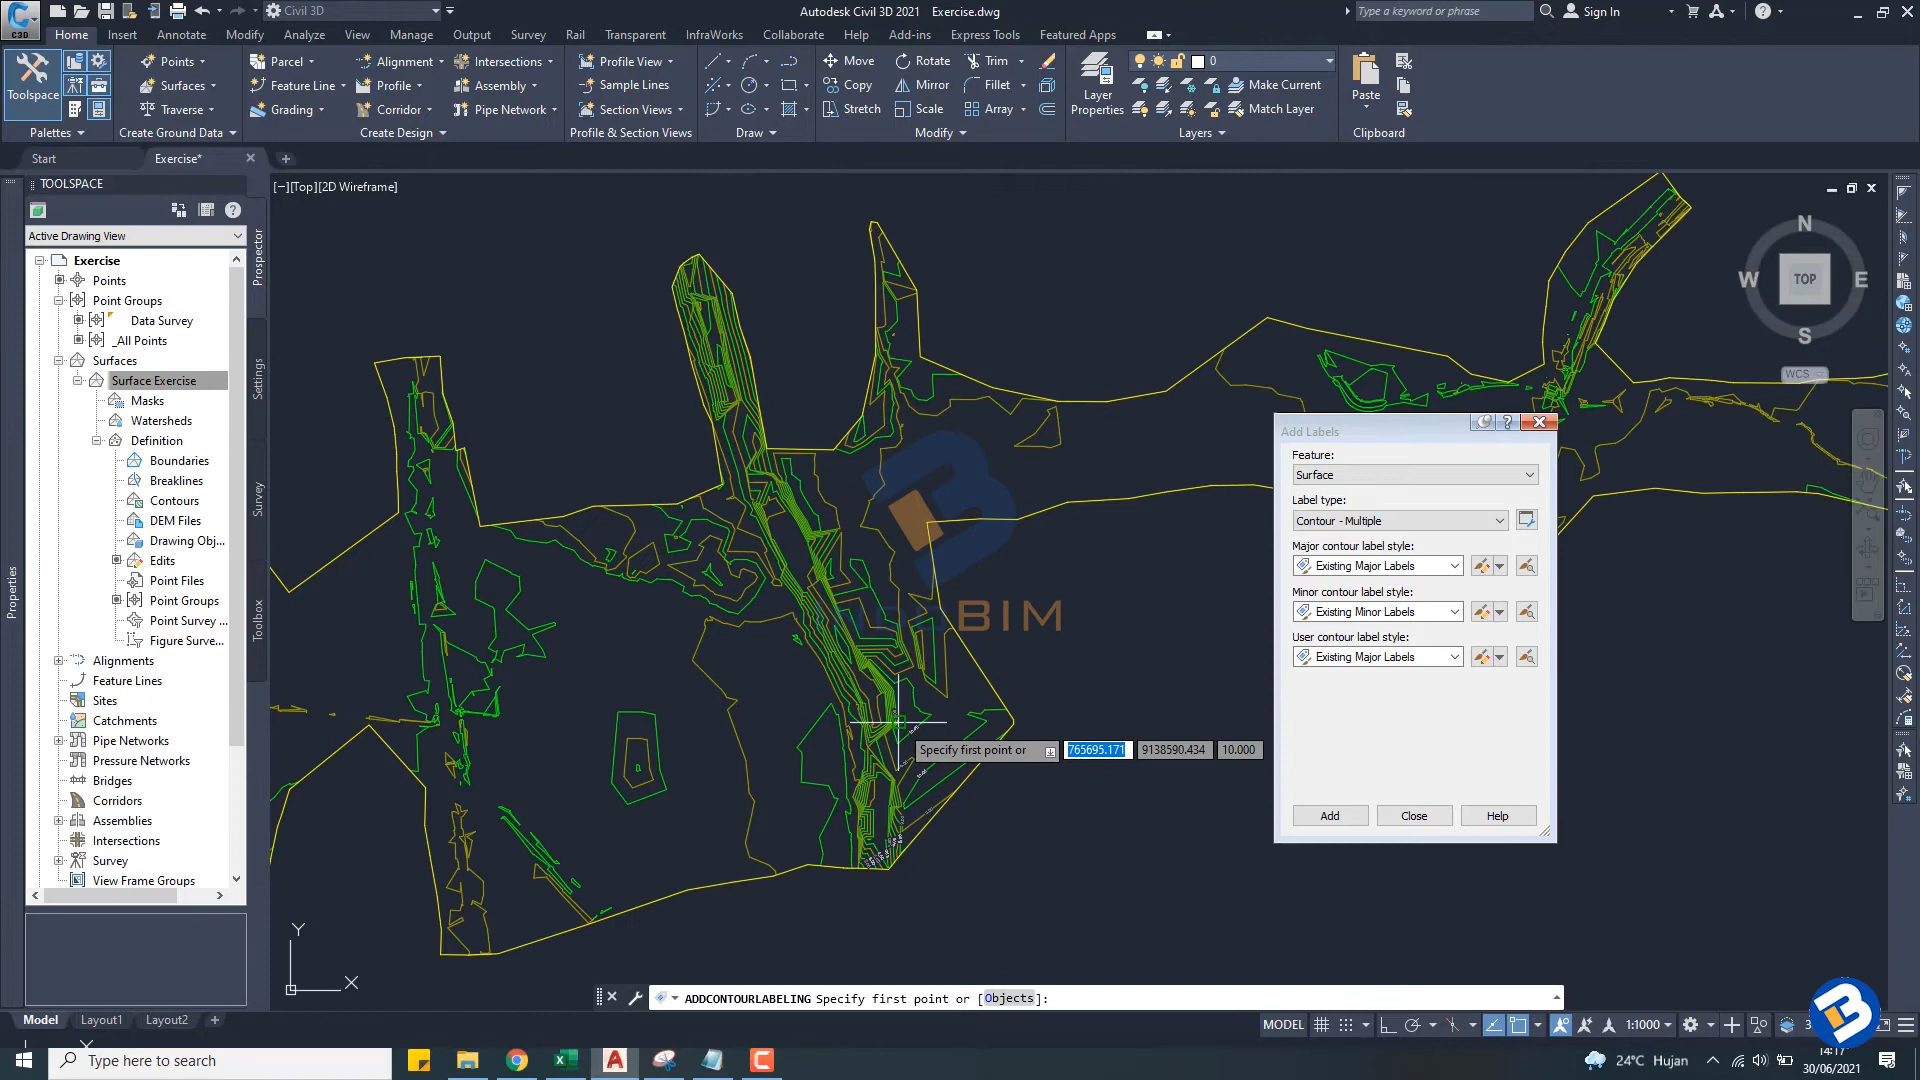 C3D
Civil 3D
Autodesk Civil 3D 2021 Exercise.dwg
Type a keyword or phrase
Sign In
Home Insert Annotate Modify Analyze View Manage Output Survey Rail Transparent InfraWorks Collaborate Help Add-ins Express Tools Featured Apps
Toolspace
Palettes
Points
Surfaces
Traverse
Create Ground Data
Parcel
Feature Line
Grading
Alignment
Profile
Corridor
Intersections
Assembly
Pipe Network
Create Design
Profile View
Sample Lines
Section Views
Profile & Section Views
Draw
Move
Copy
Stretch
Rotate
Mirror
Scale
Trim
Fillet
Array
Modify
Layer
Properties
0
Make Current
Match Layer
Layers
Paste
Clipboard
Start
Exercise*
TOOLSPACE
Active Drawing View
Exercise
Points
Point Groups
Data Survey
_All Points
Surfaces
Surface Exercise
Masks
Watersheds
Definition
Boundaries
Breaklines
Contours
DEM Files
Drawing Obj...
Edits
Point Files
Point Groups
Point Survey ...
Figure Surve...
Alignments
Feature Lines
Sites
Catchments
Pipe Networks
Pressure Networks
Bridges
Corridors
Assemblies
Intersections
Survey
View Frame Groups
Prospector
Settings
Survey
Toolbox
Properties
[−][Top][2D Wireframe]
N
W TOP E
S
WCS
BIM
Specify first point or 765695.171 9138590.434 10.000
Add Labels
Feature:
Surface
Label type:
Contour - Multiple
Major contour label style:
Existing Major Labels
Minor contour label style:
Existing Minor Labels
User contour label style:
Existing Major Labels
Add Close Help
Y
X
ADDCONTOURLABELING Specify first point or [Objects]:
Model Layout1 Layout2
MODEL 1:1000
Type here to search
24°C Hujan
14:17
30/06/2021